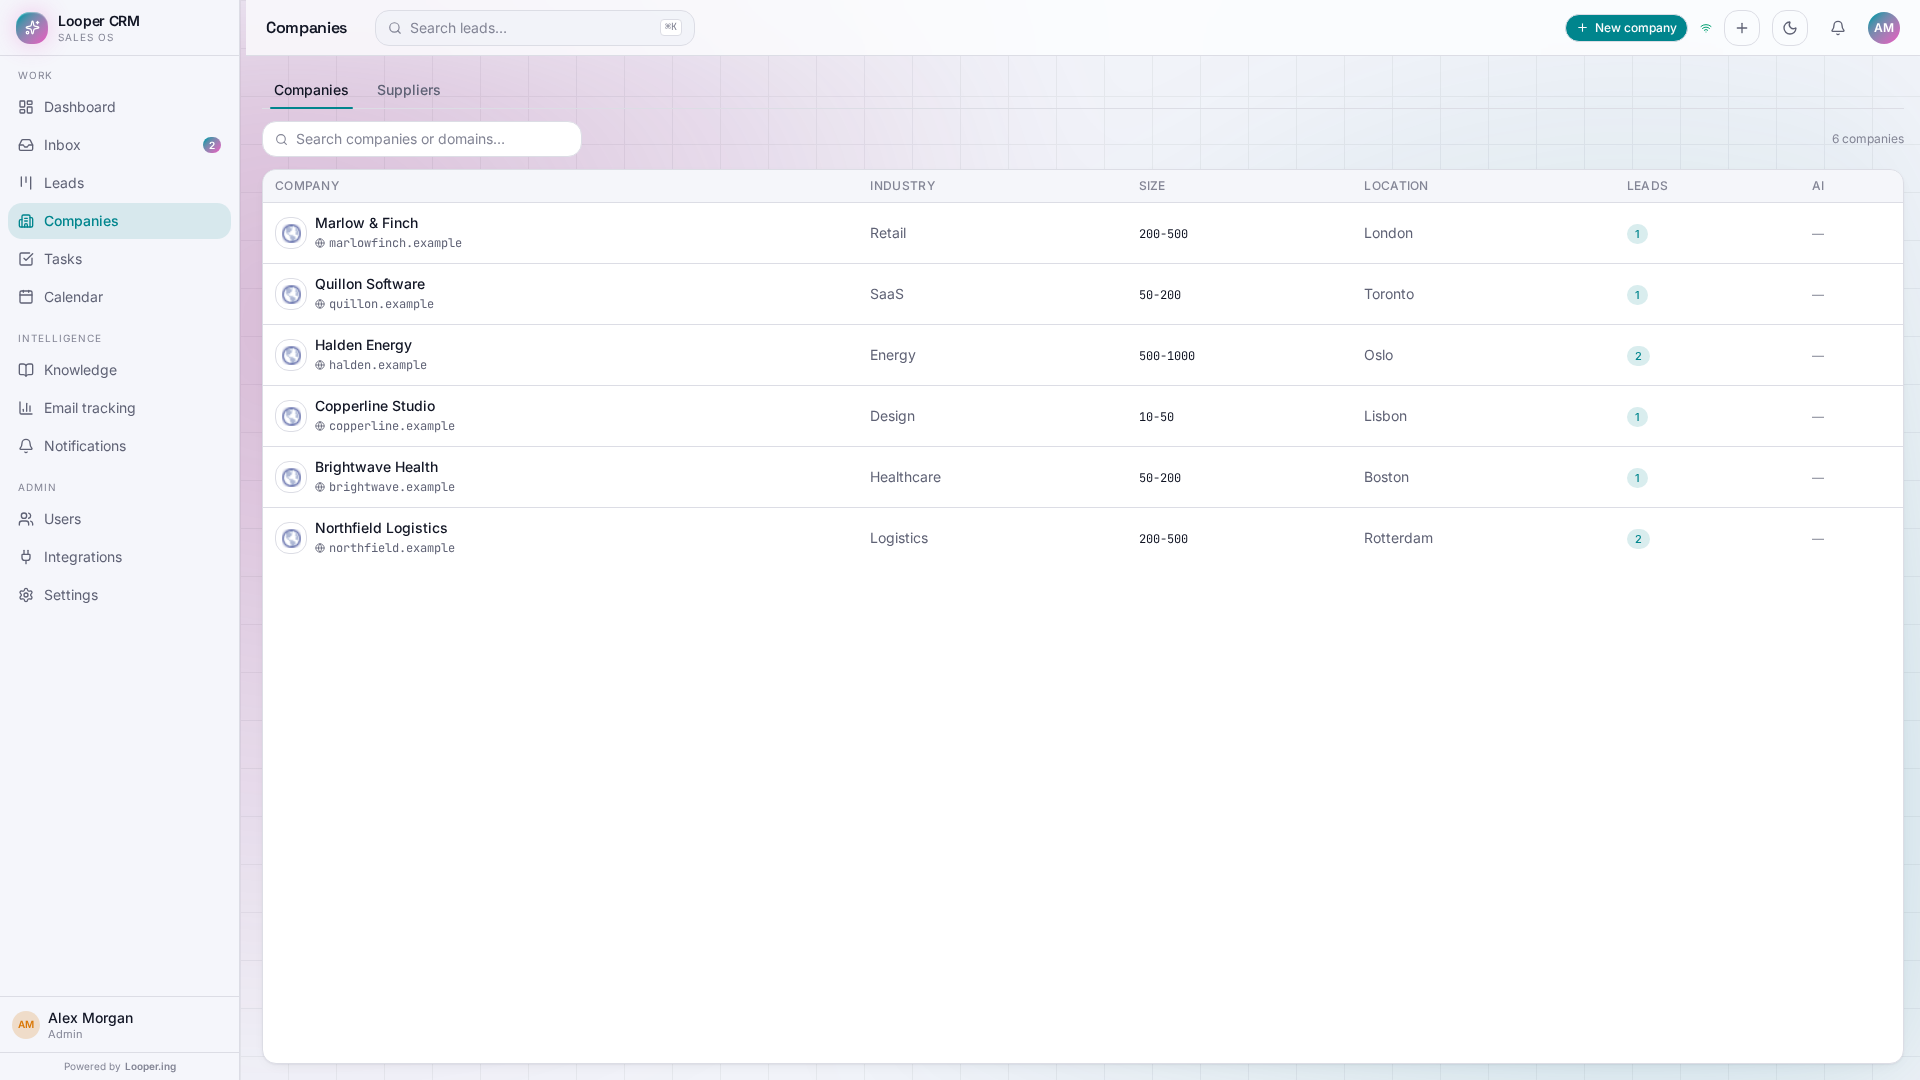 Looper CRM
SALES OS
WORK
Dashboard
Inbox 2
Leads
Companies
Tasks
Calendar
INTELLIGENCE
Knowledge
Email tracking
Notifications
ADMIN
Users
Integrations
Settings
AM Alex Morgan
Admin
Powered by Looper.ing
Companies Search leads... ⌘K New company AM
Companies Suppliers
Search companies or domains... 6 companies
COMPANY INDUSTRY SIZE LOCATION LEADS AI
Marlow & Finch
marlowfinch.example
Retail 200-500 London 1 —
Quillon Software
quillon.example
SaaS 50-200 Toronto 1 —
Halden Energy
halden.example
Energy 500-1000 Oslo 2 —
Copperline Studio
copperline.example
Design 10-50 Lisbon 1 —
Brightwave Health
brightwave.example
Healthcare 50-200 Boston 1 —
Northfield Logistics
northfield.example
Logistics 200-500 Rotterdam 2 —